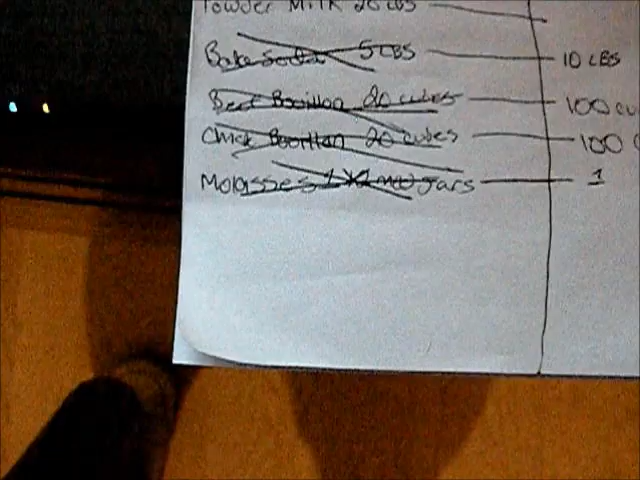 Powder Milk 20 LBS
Bake Soda 5 LBS 10 LBS
Beef Bouillon 20 cubes 100 cu
Chick Bouillon 20 cubes 100 c
Molasses 1 jars 1